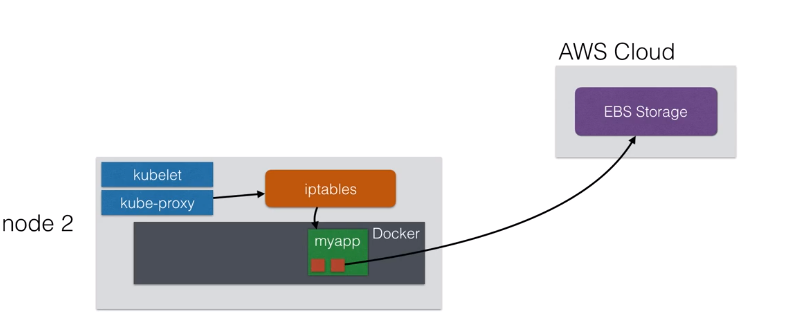 AWS Cloud
EBS Storage
kubelet
kube-proxy
iptables
node 2
Docker
myapp